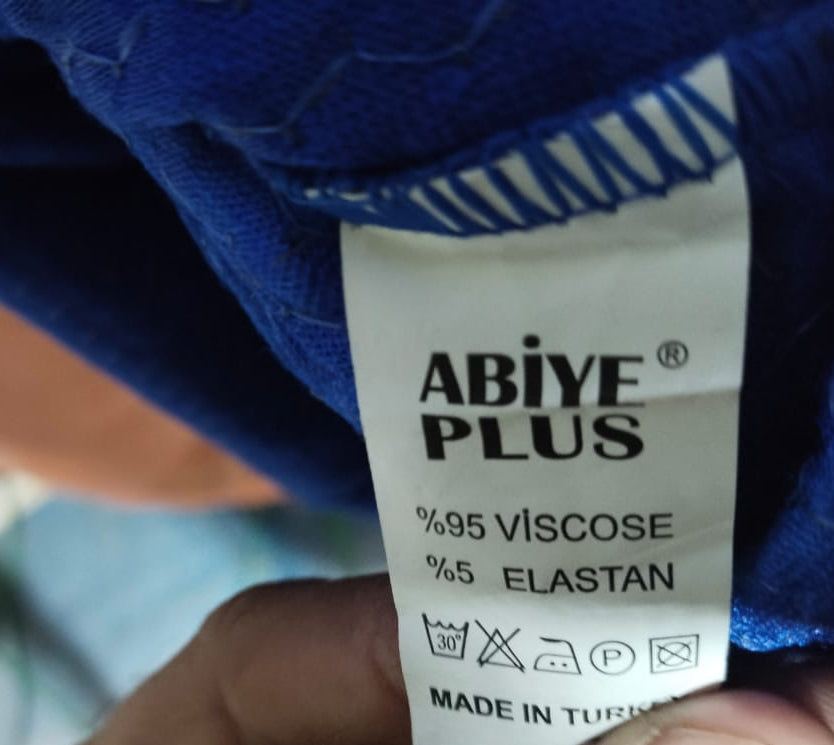 ABİYE ®
PLUS
%95 VİSCOSE
%5 ELASTAN
30° P
MADE IN